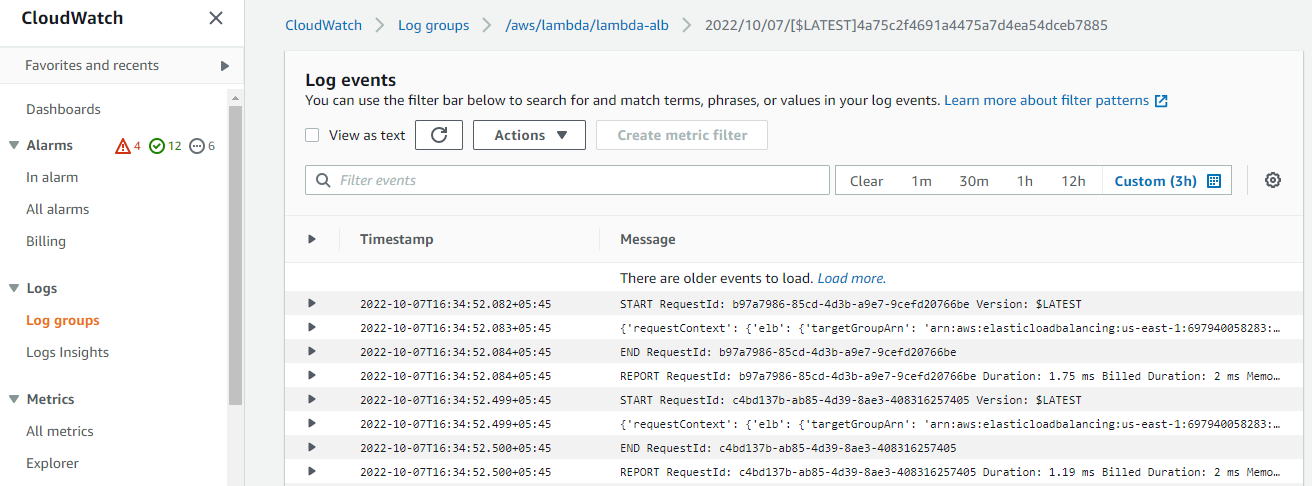 CloudWatch
Favorites and recents
Dashboards
Alarms 4 12 6
In alarm
All alarms
Billing
Logs
Log groups
Logs Insights
Metrics
All metrics
Explorer
CloudWatch Log groups /aws/lambda/lambda-alb 2022/10/07/[$LATEST]4a75c2f4691a4475a7d4ea54dceb7885
Log events
You can use the filter bar below to search for and match terms, phrases, or values in your log events. Learn more about filter patterns
View as text Actions Create metric filter
Filter events Clear 1m 30m 1h 12h Custom (3h)
Timestamp Message
There are older events to load. Load more.
2022-10-07T16:34:52.082+05:45 START RequestId: b97a7986-85cd-4d3b-a9e7-9cefd20766be Version: $LATEST
2022-10-07T16:34:52.083+05:45 {'requestContext': {'elb': {'targetGroupArn': 'arn:aws:elasticloadbalancing:us-east-1:697940058283:…
2022-10-07T16:34:52.084+05:45 END RequestId: b97a7986-85cd-4d3b-a9e7-9cefd20766be
2022-10-07T16:34:52.084+05:45 REPORT RequestId: b97a7986-85cd-4d3b-a9e7-9cefd20766be Duration: 1.75 ms Billed Duration: 2 ms Memo…
2022-10-07T16:34:52.499+05:45 START RequestId: c4bd137b-ab85-4d39-8ae3-408316257405 Version: $LATEST
2022-10-07T16:34:52.499+05:45 {'requestContext': {'elb': {'targetGroupArn': 'arn:aws:elasticloadbalancing:us-east-1:697940058283:…
2022-10-07T16:34:52.500+05:45 END RequestId: c4bd137b-ab85-4d39-8ae3-408316257405
2022-10-07T16:34:52.500+05:45 REPORT RequestId: c4bd137b-ab85-4d39-8ae3-408316257405 Duration: 1.19 ms Billed Duration: 2 ms Memo…